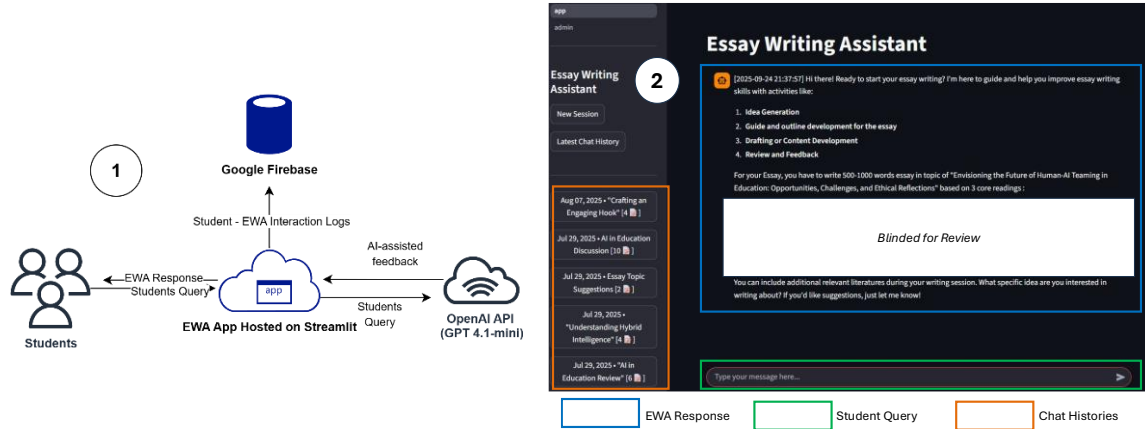 1
Google Firebase
Student - EWA Interaction Logs
AI-assisted
feedback
EWA Response
Students Query
app
Students
Query
EWA App Hosted on Streamlit
OpenAI API
(GPT 4.1-mini)
Students
app
admin
Essay Writing
Assistant
2
New Session
Latest Chat History
Aug 07, 2025 • "Crafting an
Engaging Hook" [4 ]
Jul 29, 2025 • AI in Education
Discussion [10 ]
Jul 29, 2025 • Essay Topic
Suggestions [2 ]
Jul 29, 2025 •
"Understanding Hybrid
Intelligence" [4 ]
Jul 29, 2025 • "AI in
Education Review" [6 ]
Essay Writing Assistant
[2025-09-24 21:37:57] Hi there! Ready to start your essay writing? I'm here to guide and help you improve essay writing
skills with activities like:
1. Idea Generation
2. Guide and outline development for the essay
3. Drafting or Content Development
4. Review and Feedback
For your Essay, you have to write 500-1000 words essay in topic of "Envisioning the Future of Human-AI Teaming in
Education: Opportunities, Challenges, and Ethical Reflections" based on 3 core readings :
Blinded for Review
You can include additional relevant literatures during your writing session. What specific idea are you interested in
writing about? If you'd like suggestions, just let me know!
Type your message here...
EWA Response
Student Query
Chat Histories